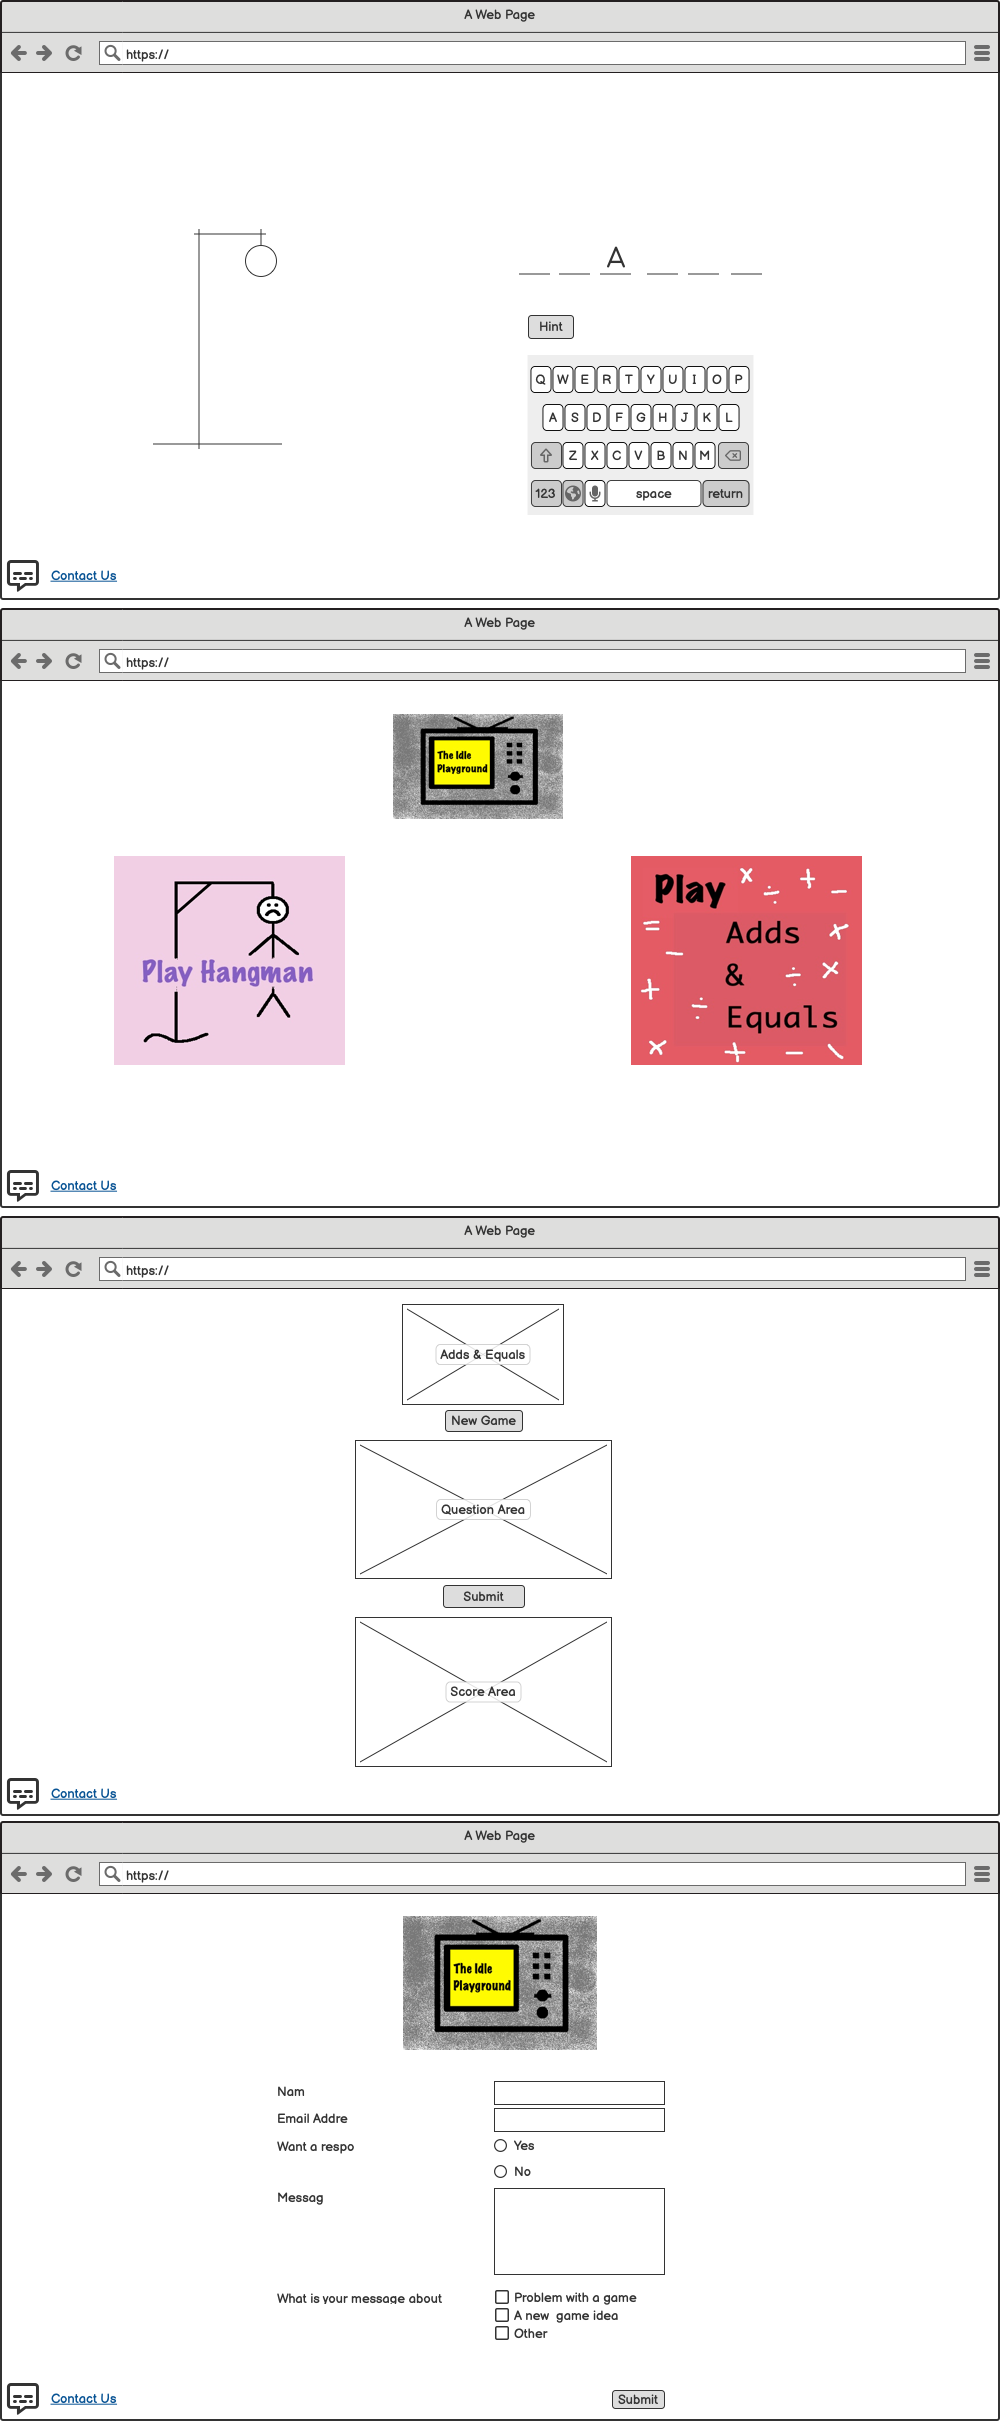 A Web Page
https://
A
Hint
Q W E R T Y U I O P
A S D F G H J K L
Z X C V B N M
123 space return
Contact Us
A Web Page
https://
The Idle
Playground
Play Hangman
Play
Adds
&
Equals
Contact Us
A Web Page
https://
Adds & Equals
New Game
Question Area
Submit
Score Area
Contact Us
A Web Page
https://
The Idle
Playground
Nam
Email Addre
Want a respo
Yes
No
Messag
What is your message about
Problem with a game
A new game idea
Other
Contact Us
Submit